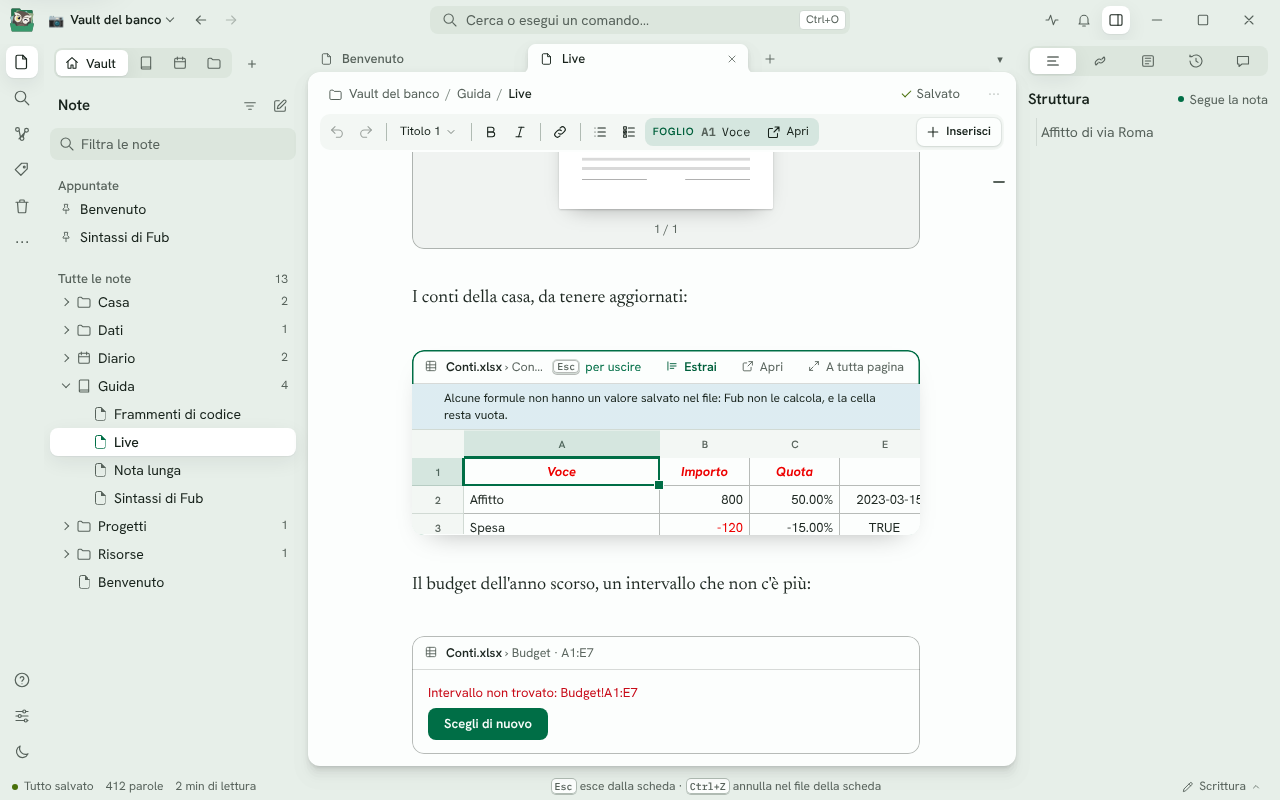 Vault del banco
Cerca o esegui un comando…
Ctrl+O
Vault
Benvenuto
Live
Note
Filtra le note
Appuntate
Benvenuto
Sintassi di Fub
Tutte le note 13
Casa 2
Dati 1
Diario 2
Guida 4
Frammenti di codice
Live
Nota lunga
Sintassi di Fub
Progetti 1
Risorse 1
Benvenuto
Vault del banco / Guida / Live
Salvato
Titolo 1
B I
FOGLIO A1 Voce Apri
Inserisci
1 / 1
I conti della casa, da tenere aggiornati:
Conti.xlsx › Con… Esc per uscire Estrai Apri A tutta pagina
Alcune formule non hanno un valore salvato nel file: Fub non le calcola, e la cella
resta vuota.
A B C E
1 Voce Importo Quota
2 Affitto 800 50.00% 2023-03-15
3 Spesa -120 -15.00% TRUE
Il budget dell'anno scorso, un intervallo che non c'è più:
Conti.xlsx › Budget · A1:E7
Intervallo non trovato: Budget!A1:E7
Scegli di nuovo
Struttura
Segue la nota
Affitto di via Roma
Tutto salvato 412 parole 2 min di lettura
Esc esce dalla scheda · Ctrl+Z annulla nel file della scheda
Scrittura